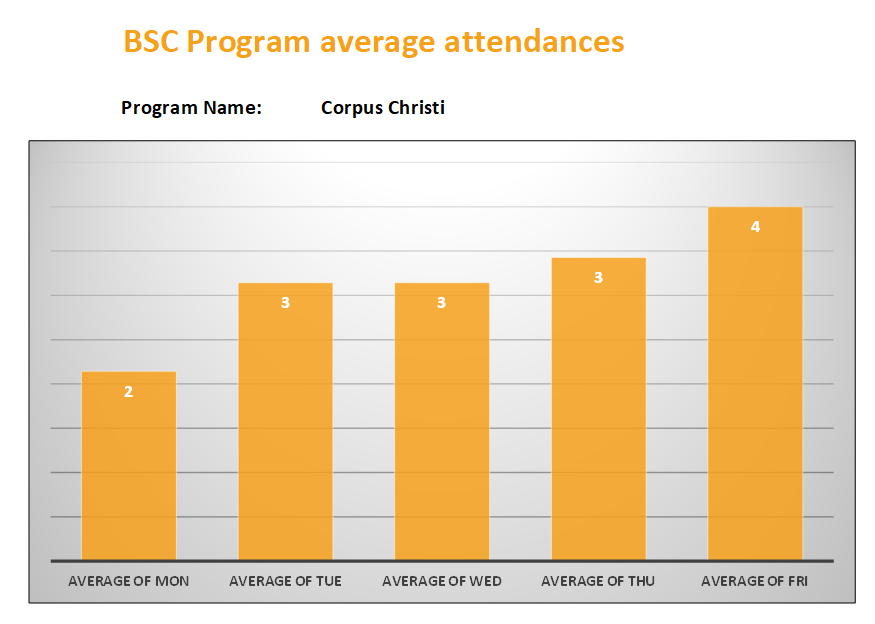 BSC Program average attendances
Program Name: Corpus Christi
4
3
3
3
2
AVERAGE OF MON AVERAGE OF TUE AVERAGE OF WED AVERAGE OF THU AVERAGE OF FRI